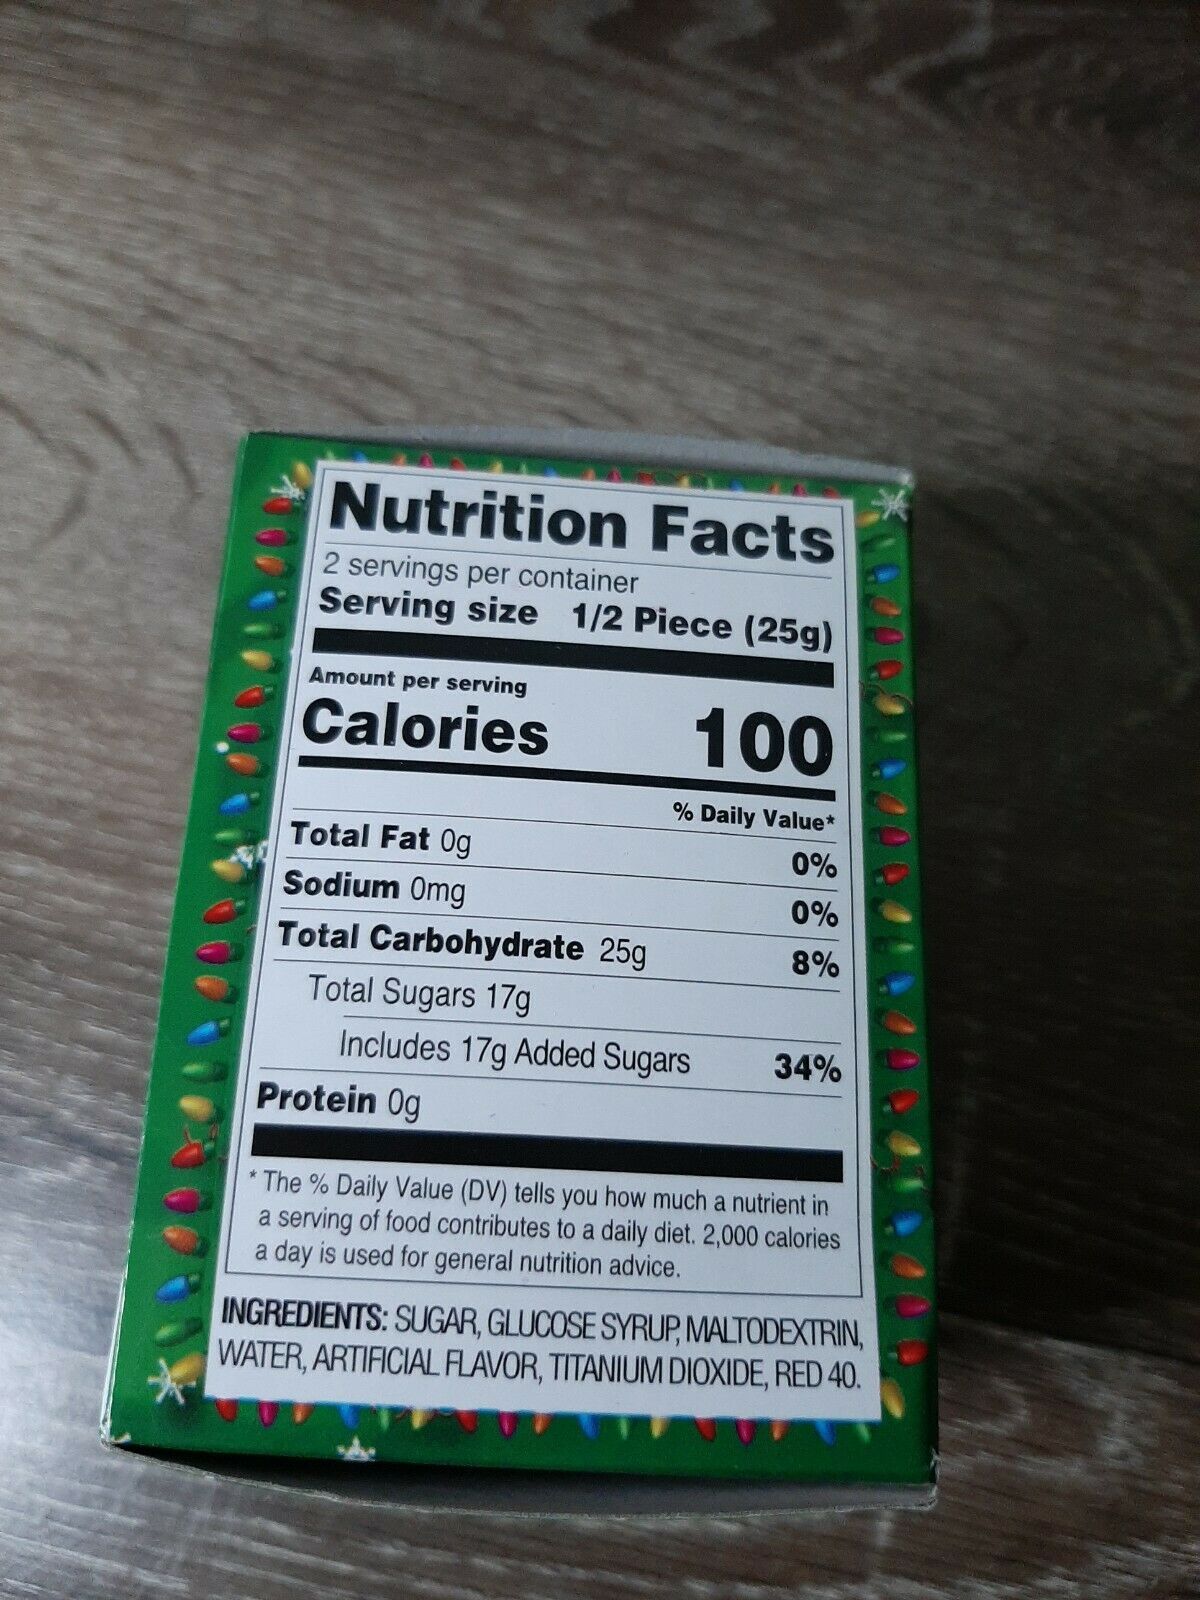 Nutrition Facts
2 servings per container
Serving size 1/2 Piece (25g)
Amount per serving
Calories 100
% Daily Value*
Total Fat 0g 0%
Sodium 0mg 0%
Total Carbohydrate 25g 8%
Total Sugars 17g
Includes 17g Added Sugars 34%
Protein 0g
* The % Daily Value (DV) tells you how much a nutrient in
a serving of food contributes to a daily diet. 2,000 calories
a day is used for general nutrition advice.
INGREDIENTS: SUGAR, GLUCOSE SYRUP, MALTODEXTRIN,
WATER, ARTIFICIAL FLAVOR, TITANIUM DIOXIDE, RED 40.